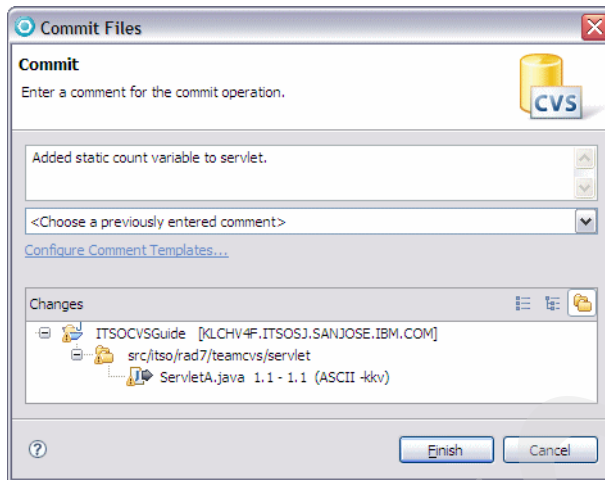 Commit Files
Commit
Enter a comment for the commit operation.
CVS
Added static count variable to servlet.
<Choose a previously entered comment>
Configure Comment Templates...
Changes
ITSOCVSGuide [KLCHV4F.ITSOSJ.SANJOSE.IBM.COM]
src/itso/rad7/teamcvs/servlet
ServletA.java 1.1 - 1.1 (ASCII -kkv)
?
Finish Cancel